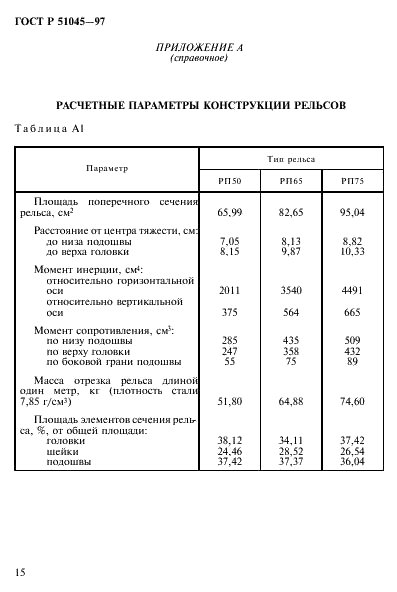 ГОСТ Р 51045—97
ПРИЛОЖЕНИЕ А
(справочное)
РАСЧЕТНЫЕ ПАРАМЕТРЫ КОНСТРУКЦИИ РЕЛЬСОВ
Таблица А1
Параметр Тип рельса
РП50 РП65 РП75
Площадь поперечного сечения
рельса, см² 65,99 82,65 95,04
Расстояние от центра тяжести, см:
до низа подошвы 7,05 8,13 8,82
до верха головки 8,15 9,87 10,33
Момент инерции, см⁴:
относительно горизонтальной
оси 2011 3540 4491
относительно вертикальной
оси 375 564 665
Момент сопротивления, см³:
по низу подошвы 285 435 509
по верху головки 247 358 432
по боковой грани подошвы 55 75 89
Масса отрезка рельса длиной
один метр, кг (плотность стали
7,85 г/см³) 51,80 64,88 74,60
Площадь элементов сечения рель-
са, %, от общей площади:
головки 38,12 34,11 37,42
шейки 24,46 28,52 26,54
подошвы 37,42 37,37 36,04
15